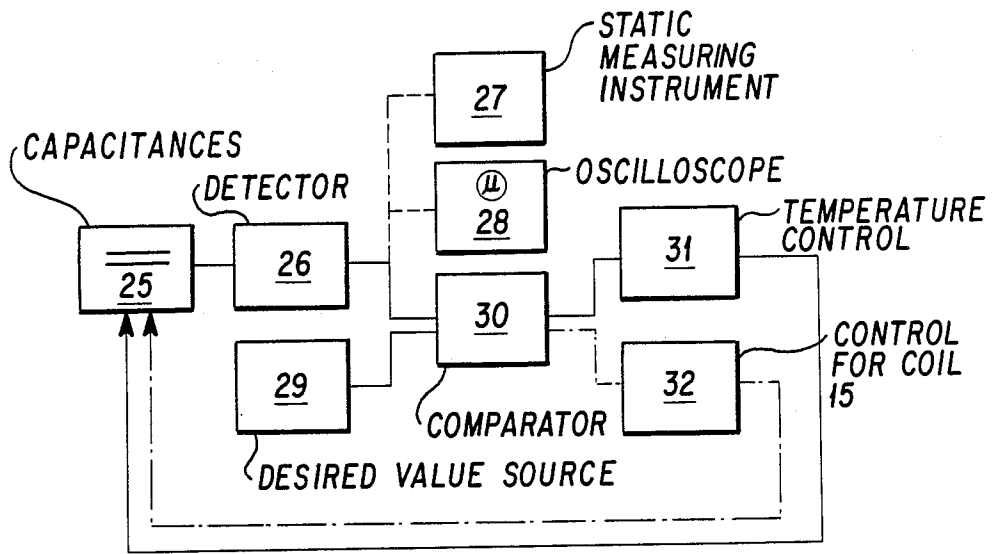 STATIC
MEASURING
INSTRUMENT
27
CAPACITANCES
DETECTOR
μ
28
OSCILLOSCOPE
TEMPERATURE
CONTROL
25
26
31
30
29
32
CONTROL
FOR COIL
15
COMPARATOR
DESIRED VALUE SOURCE